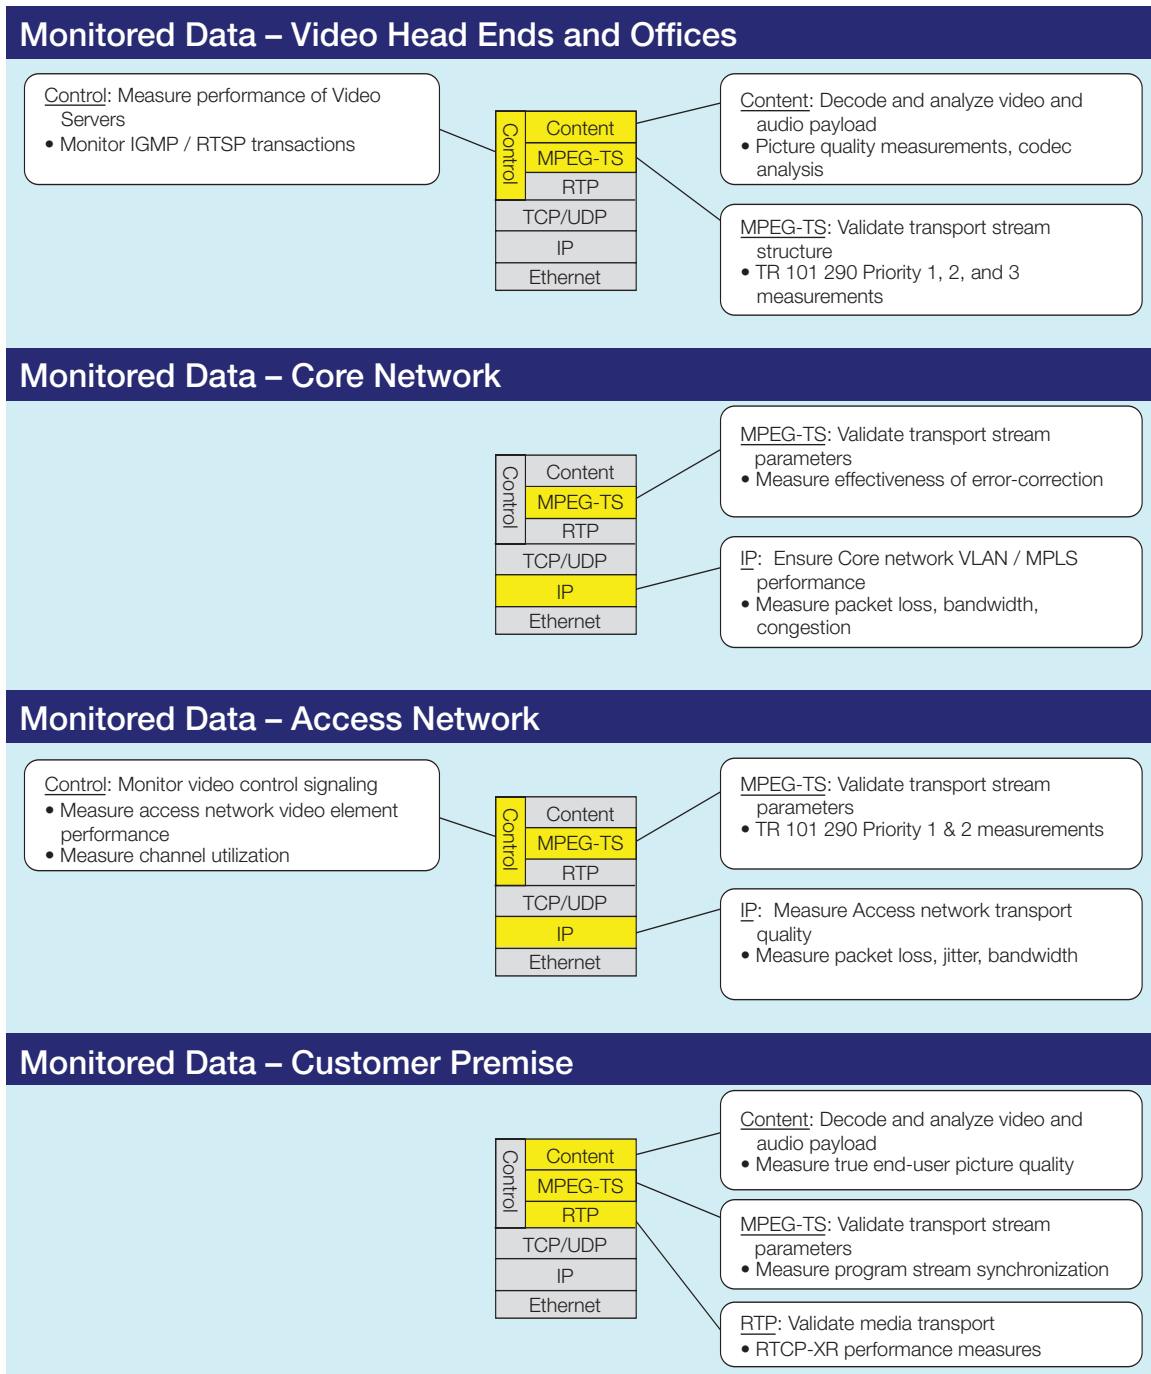 Monitored Data – Video Head Ends and Offices
Control: Measure performance of Video
Servers
• Monitor IGMP / RTSP transactions
Control
Content
MPEG-TS
RTP
TCP/UDP
IP
Ethernet
Content: Decode and analyze video and
audio payload
• Picture quality measurements, codec
analysis
MPEG-TS: Validate transport stream
structure
• TR 101 290 Priority 1, 2, and 3
measurements
Monitored Data – Core Network
Control
Content
MPEG-TS
RTP
TCP/UDP
IP
Ethernet
MPEG-TS: Validate transport stream
parameters
• Measure effectiveness of error-correction
IP: Ensure Core network VLAN / MPLS
performance
• Measure packet loss, bandwidth,
congestion
Monitored Data – Access Network
Control: Monitor video control signaling
• Measure access network video element
performance
• Measure channel utilization
Control
Content
MPEG-TS
RTP
TCP/UDP
IP
Ethernet
MPEG-TS: Validate transport stream
parameters
• TR 101 290 Priority 1 & 2 measurements
IP: Measure Access network transport
quality
• Measure packet loss, jitter, bandwidth
Monitored Data – Customer Premise
Control
Content
MPEG-TS
RTP
TCP/UDP
IP
Ethernet
Content: Decode and analyze video and
audio payload
• Measure true end-user picture quality
MPEG-TS: Validate transport stream
parameters
• Measure program stream synchronization
RTP: Validate media transport
• RTCP-XR performance measures